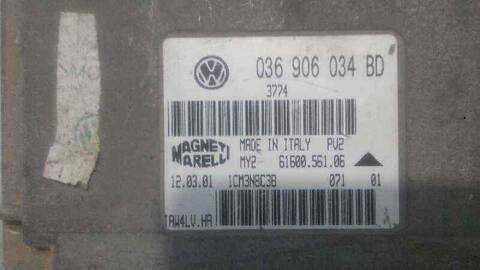 036 906 034 BD
3774
MAGNETI MARELLI
MADE IN ITALY PV2
MY2- 61600.561.06
12.03.01 1CM3N8C3B 071 01
IAW4LV.HA